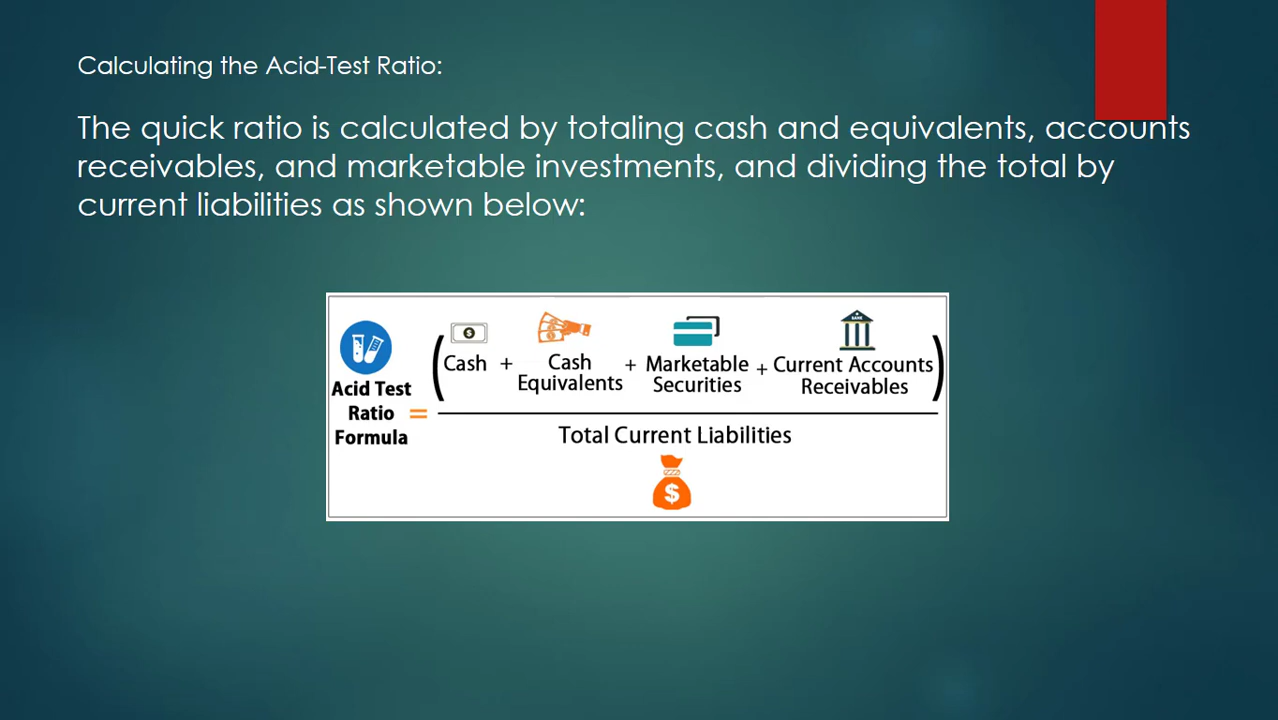 Calculating the Acid-Test Ratio:
The quick ratio is calculated by totaling cash and equivalents, accounts
receivables, and marketable investments, and dividing the total by
current liabilities as shown below:
Acid Test
Ratio
Formula
=
( Cash + Cash Equivalents + Marketable Securities + Current Accounts Receivables )
Total Current Liabilities